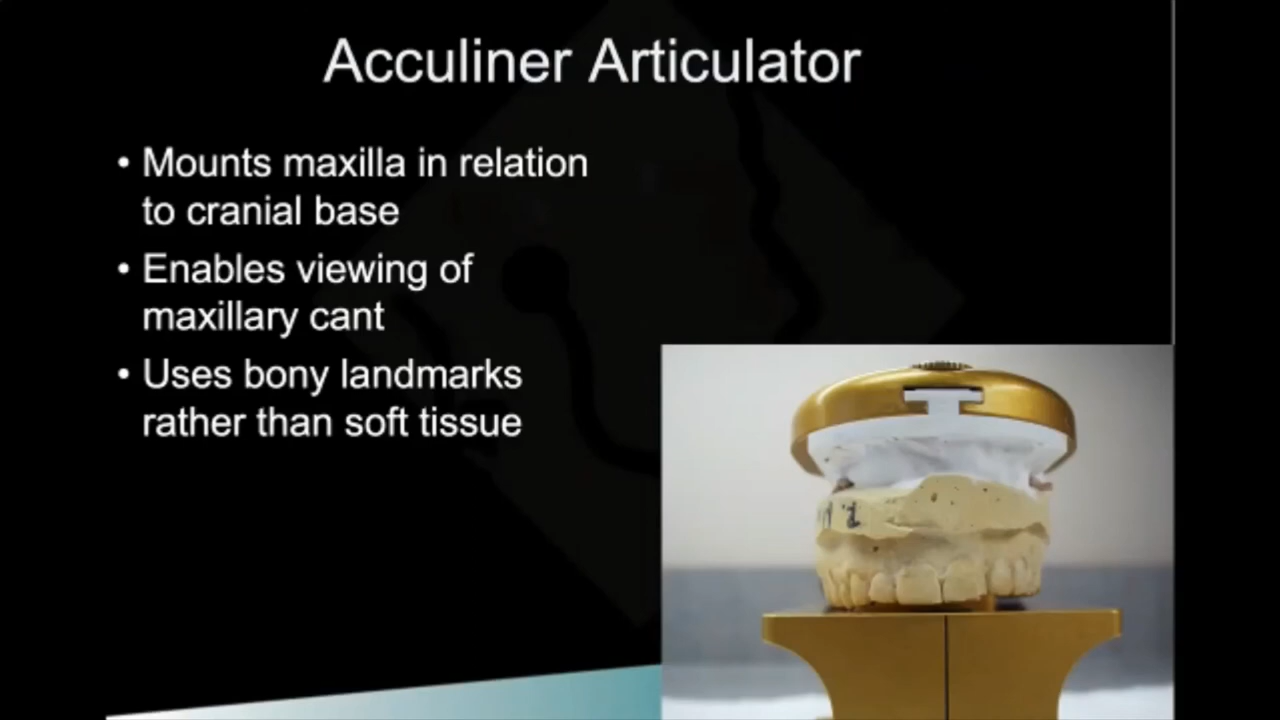 Acculiner Articulator
• Mounts maxilla in relation
to cranial base
• Enables viewing of
maxillary cant
• Uses bony landmarks
rather than soft tissue